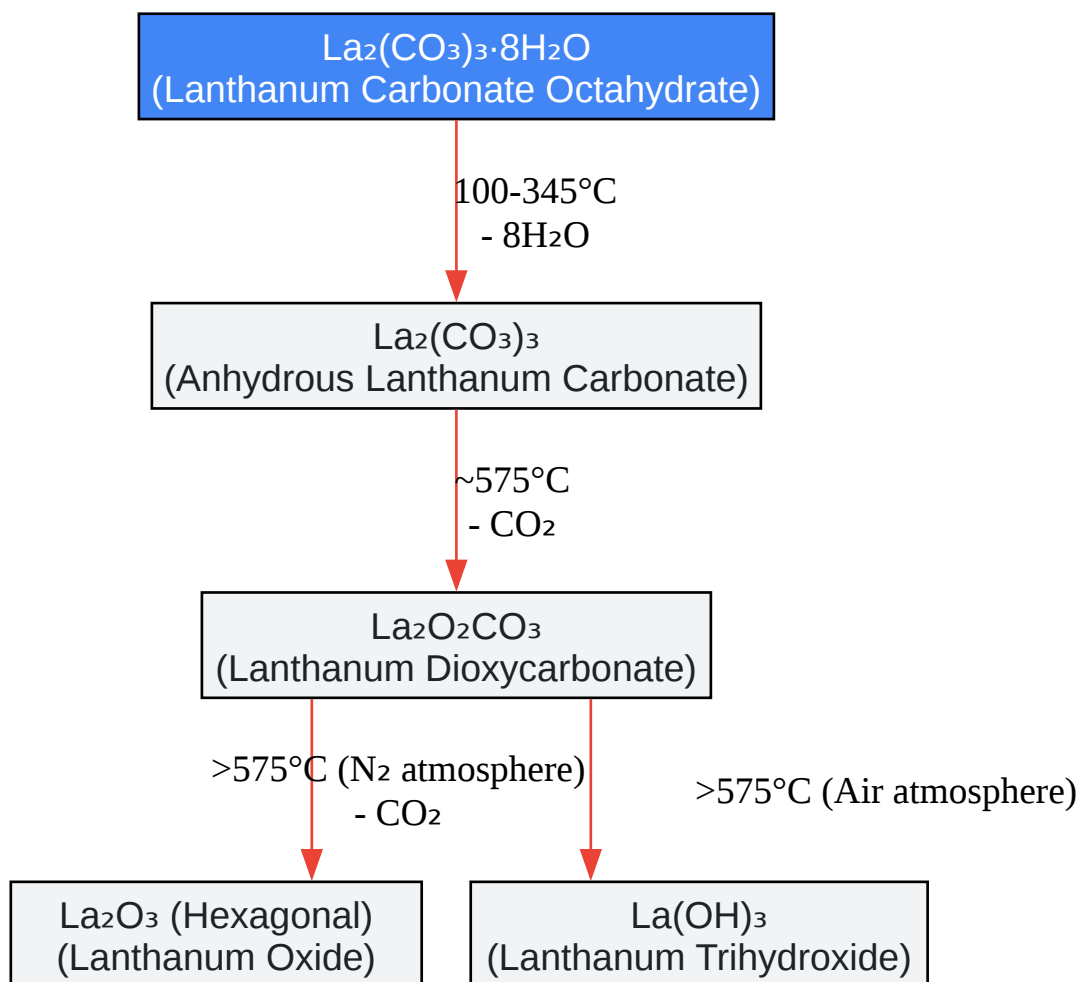 La₂(CO₃)₃·8H₂O
(Lanthanum Carbonate Octahydrate)
100-345°C
- 8H₂O
La₂(CO₃)₃
(Anhydrous Lanthanum Carbonate)
~575°C
- CO₂
La₂O₂CO₃
(Lanthanum Dioxycarbonate)
>575°C (N₂ atmosphere)
- CO₂
>575°C (Air atmosphere)
La₂O₃ (Hexagonal)
(Lanthanum Oxide)
La(OH)₃
(Lanthanum Trihydroxide)